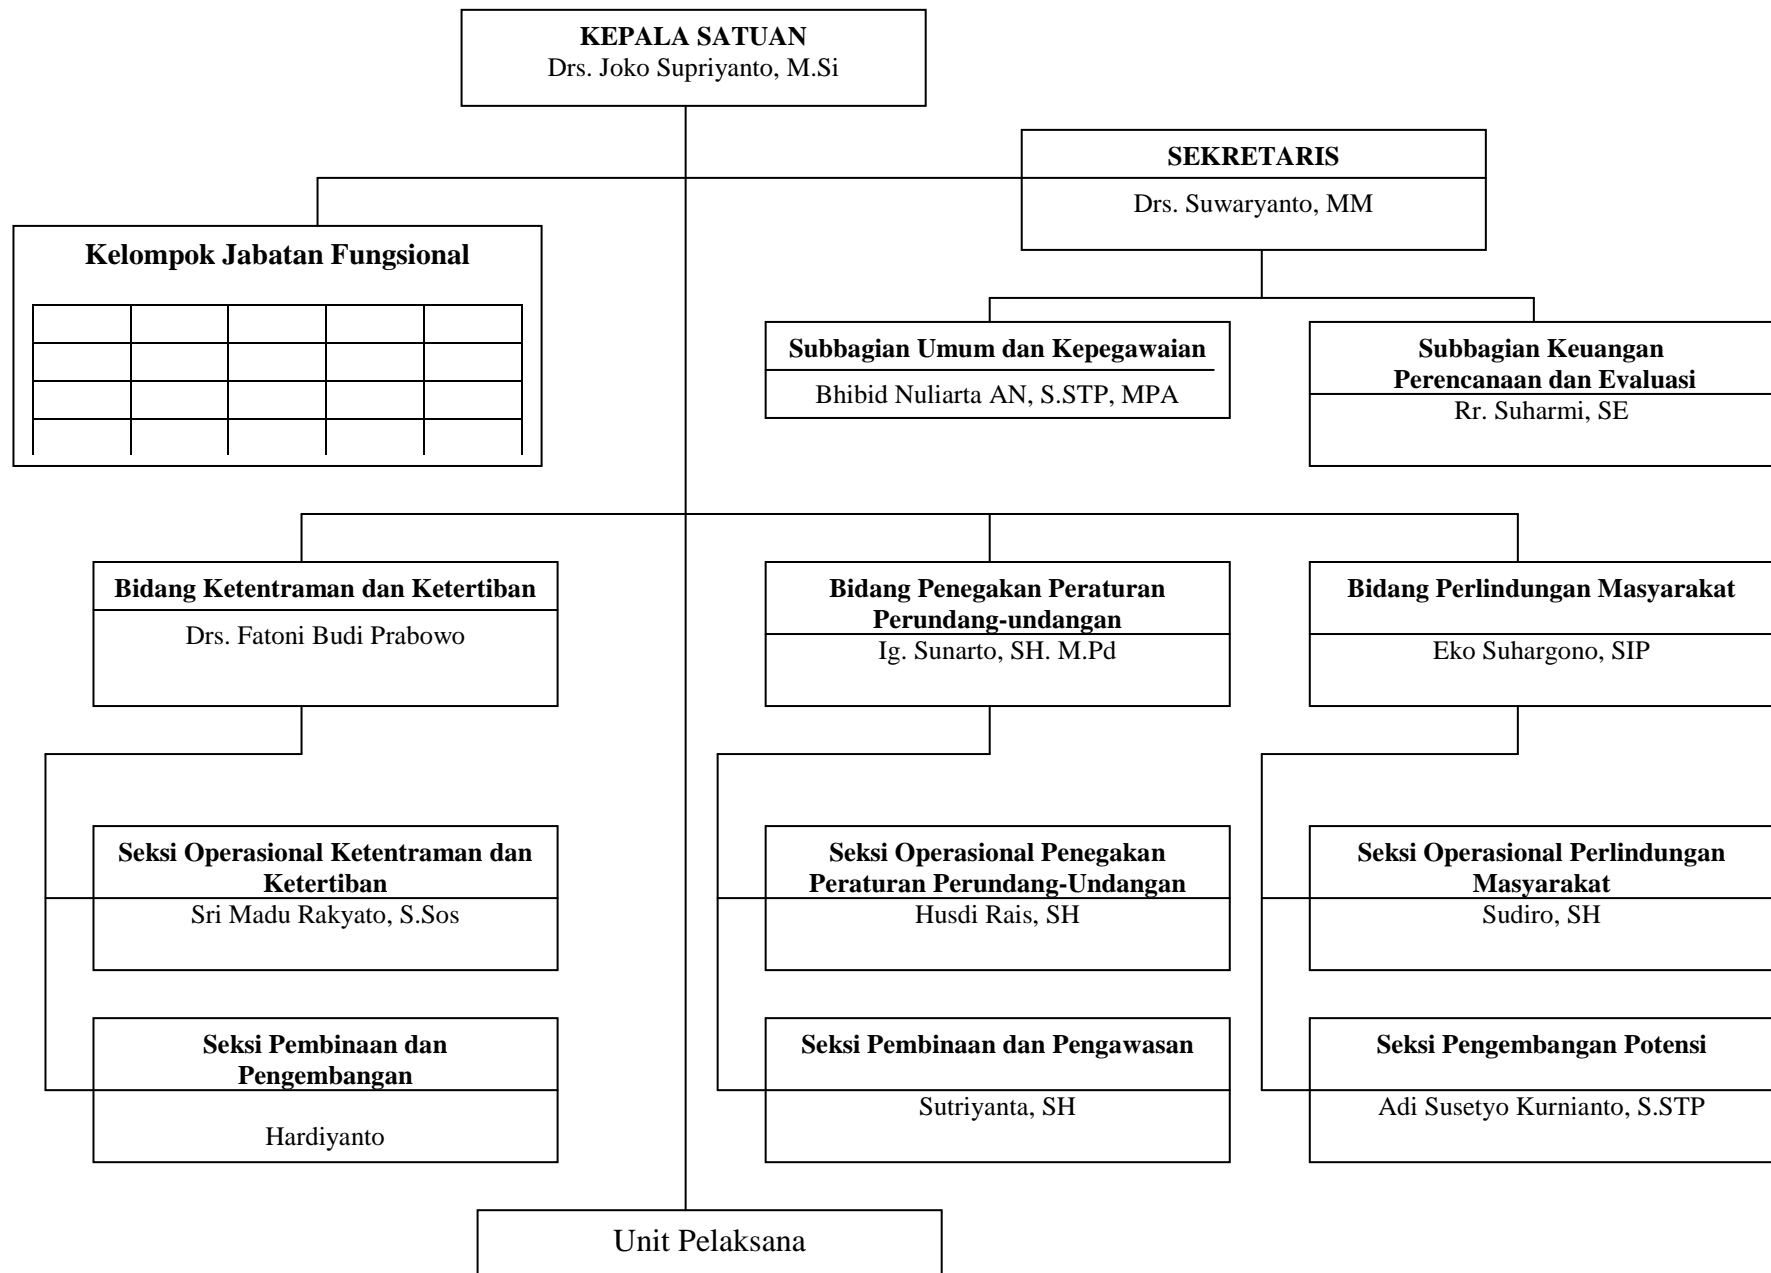 KEPALA SATUAN
Drs. Joko Supriyanto, M.Si
SEKRETARIS
Drs. Suwaryanto, MM
Kelompok Jabatan Fungsional
Subbagian Umum dan Kepegawaian
Bhibid Nuliarta AN, S.STP, MPA
Subbagian Keuangan
Perencanaan dan Evaluasi
Rr. Suharmi, SE
Bidang Ketentraman dan Ketertiban
Drs. Fatoni Budi Prabowo
Bidang Penegakan Peraturan
Perundang-undangan
Ig. Sunarto, SH. M.Pd
Bidang Perlindungan Masyarakat
Eko Suhargono, SIP
Seksi Operasional Ketentraman dan
Ketertiban
Sri Madu Rakyato, S.Sos
Seksi Operasional Penegakan
Peraturan Perundang-Undangan
Husdi Rais, SH
Seksi Operasional Perlindungan
Masyarakat
Sudiro, SH
Seksi Pembinaan dan
Pengembangan
Hardiyanto
Seksi Pembinaan dan Pengawasan
Sutriyanta, SH
Seksi Pengembangan Potensi
Adi Susetyo Kurnianto, S.STP
Unit Pelaksana